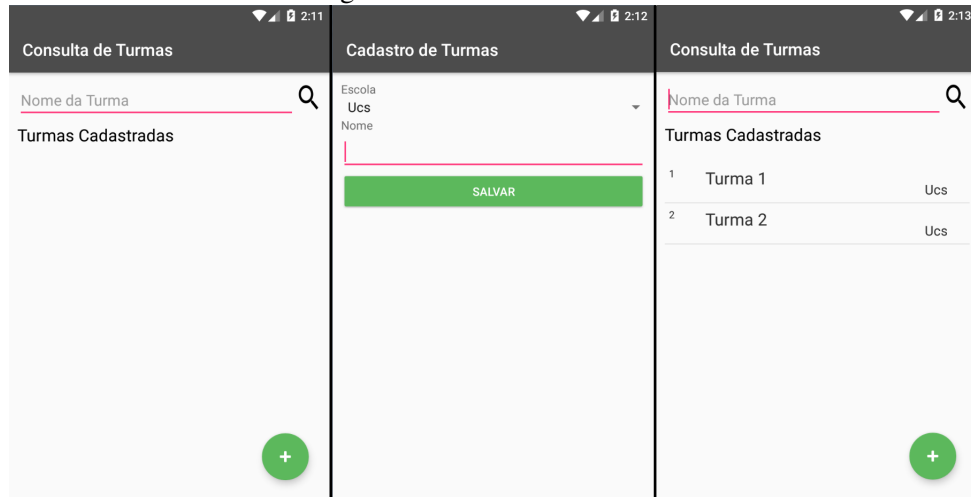 2:11
Consulta de Turmas
Nome da Turma
Turmas Cadastradas
+
2:12
Cadastro de Turmas
Escola
Ucs
Nome
SALVAR
2:13
Consulta de Turmas
Nome da Turma
Turmas Cadastradas
1 Turma 1
Ucs
2 Turma 2
Ucs
+